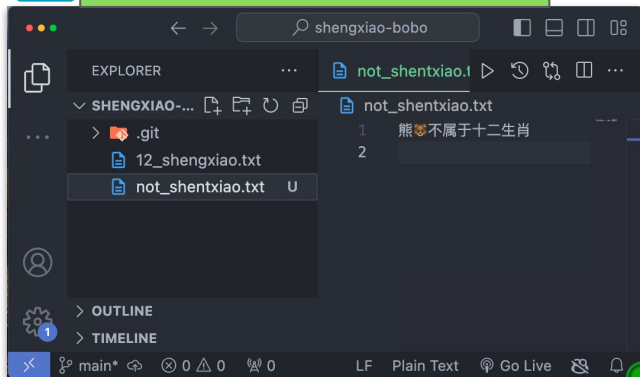 shengxiao-bobo
EXPLORER
not_shentxiao.t
SHENGXIAO-...
not_shentxiao.txt
.git
1 熊🐻不属于十二生肖
12_shengxiao.txt
2
not_shentxiao.txt U
OUTLINE
1
TIMELINE
main* 0 0 0 LF Plain Text Go Live